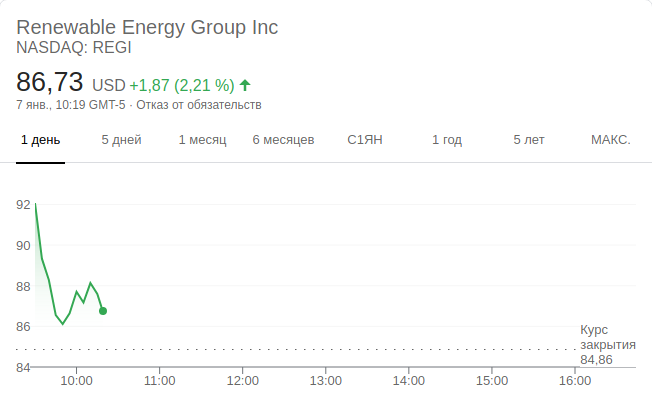 Renewable Energy Group Inc
NASDAQ: REGI
86,73 USD +1,87 (2,21 %)
7 янв., 10:19 GMT-5 · Отказ от обязательств
1 день 5 дней 1 месяц 6 месяцев С1ЯН 1 год 5 лет МАКС.
92
90
88
86
Курс
закрытия
84,86
84
10:00 11:00 12:00 13:00 14:00 15:00 16:00